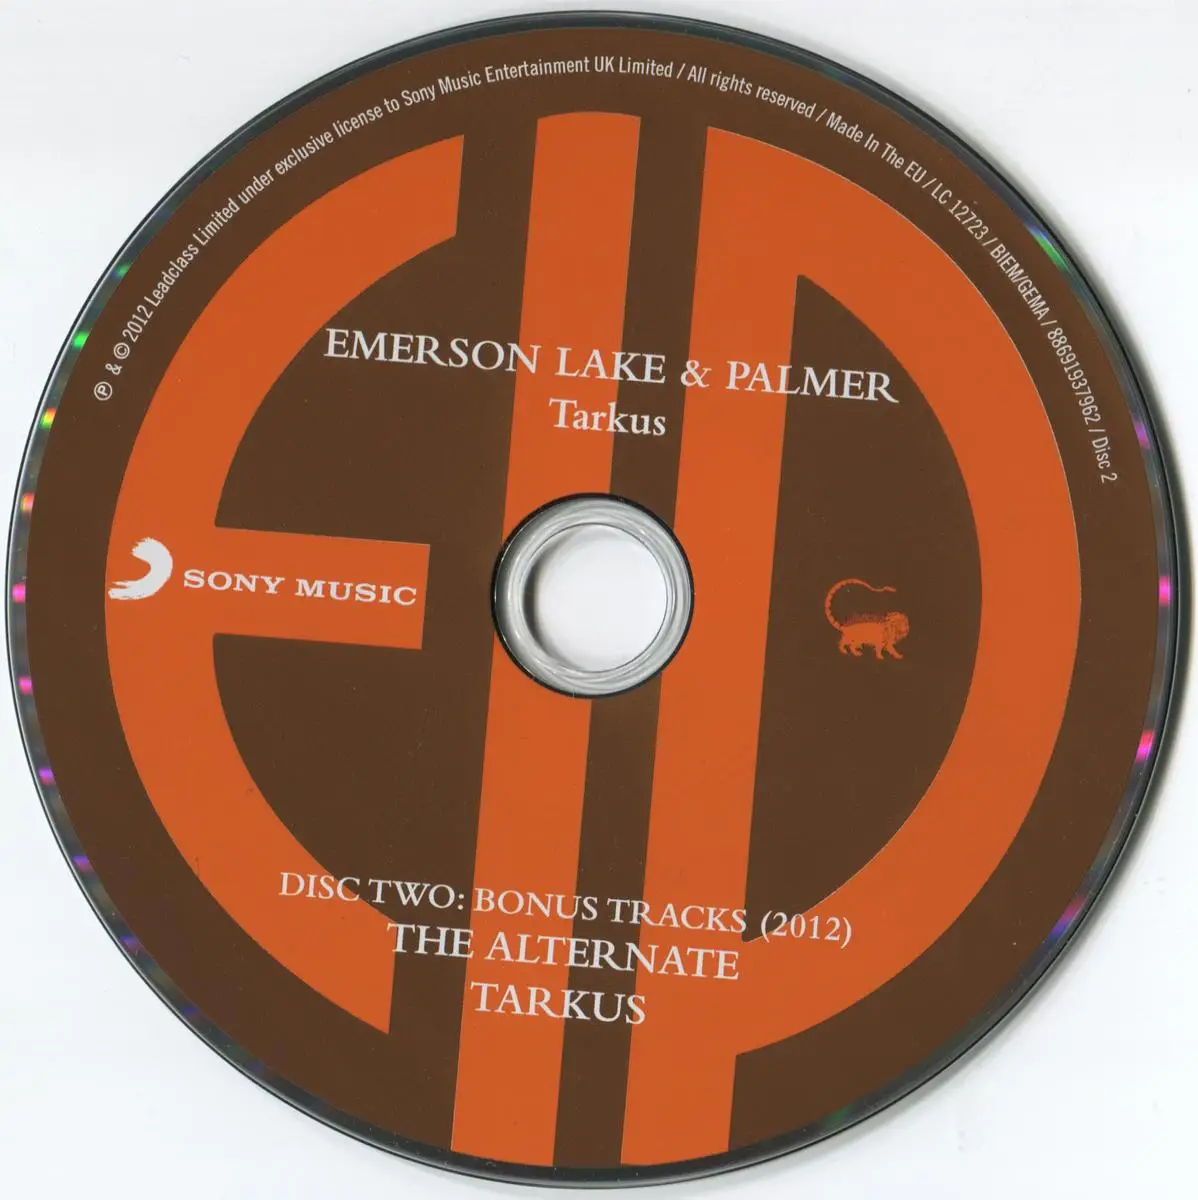 ℗ & © 2012 Leadclass Limited under exclusive license to Sony Music Entertainment UK Limited / All rights reserved / Made In The EU / LC 12723 / BIEM/GEMA / 88691937962 / Disc 2
EMERSON LAKE & PALMER
Tarkus
SONY MUSIC
DISC TWO: BONUS TRACKS (2012)
THE ALTERNATE
TARKUS